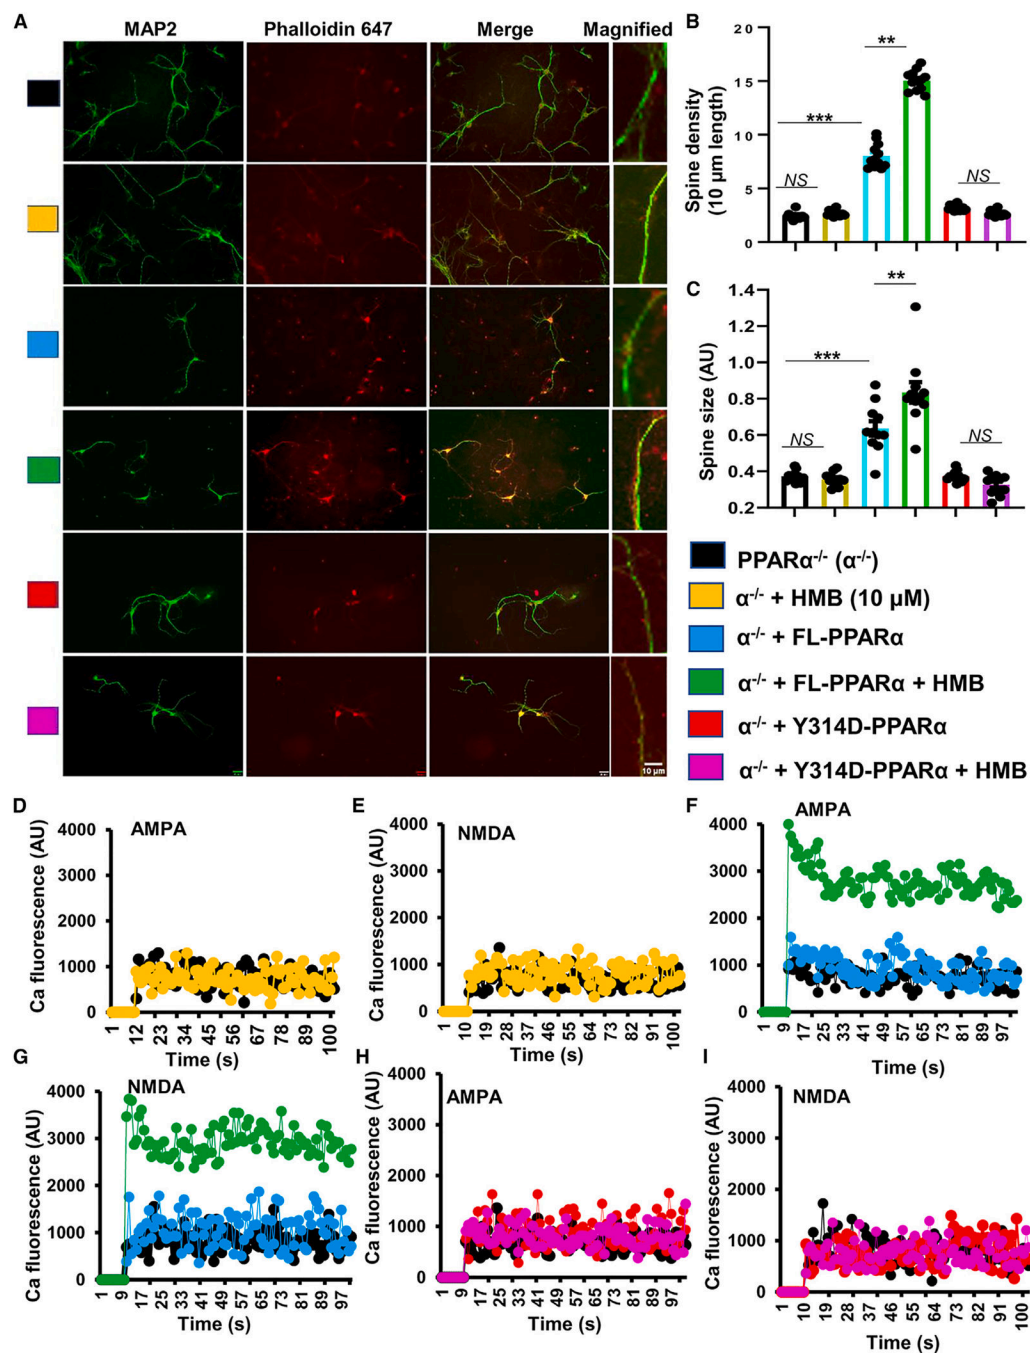 A
MAP2
Phalloidin 647
Merge
Magnified
10 µm
B
Spine density
(10 µm length)
20
15
10
5
0
NS
***
**
NS
C
Spine size (AU)
1.4
1.2
1.0
0.8
0.6
0.4
0.2
NS
***
**
NS
PPARα-/- (α-/-)
α-/- + HMB (10 µM)
α-/- + FL-PPARα
α-/- + FL-PPARα + HMB
α-/- + Y314D-PPARα
α-/- + Y314D-PPARα + HMB
D
AMPA
Ca fluorescence (AU)
4000
3000
2000
1000
0
1 12 23 34 45 56 67 78 89 100
Time (s)
E
NMDA
Ca fluorescence (AU)
4000
3000
2000
1000
0
1 10 19 28 37 46 55 64 73 82 91 100
Time (s)
F
AMPA
Ca fluorescence (AU)
4000
3000
2000
1000
0
1 9 17 25 33 41 49 57 65 73 81 89 97
Time (s)
G
NMDA
Ca fluorescence (AU)
4000
3000
2000
1000
0
1 9 17 25 33 41 49 57 65 73 81 89 97
Time (s)
H
AMPA
Ca fluorescence (AU)
4000
3000
2000
1000
0
1 9 17 25 33 41 49 57 65 73 81 89 97
Time (s)
I
NMDA
Ca fluorescence (AU)
4000
3000
2000
1000
0
1 10 19 28 37 46 55 64 73 82 91 100
Time (s)